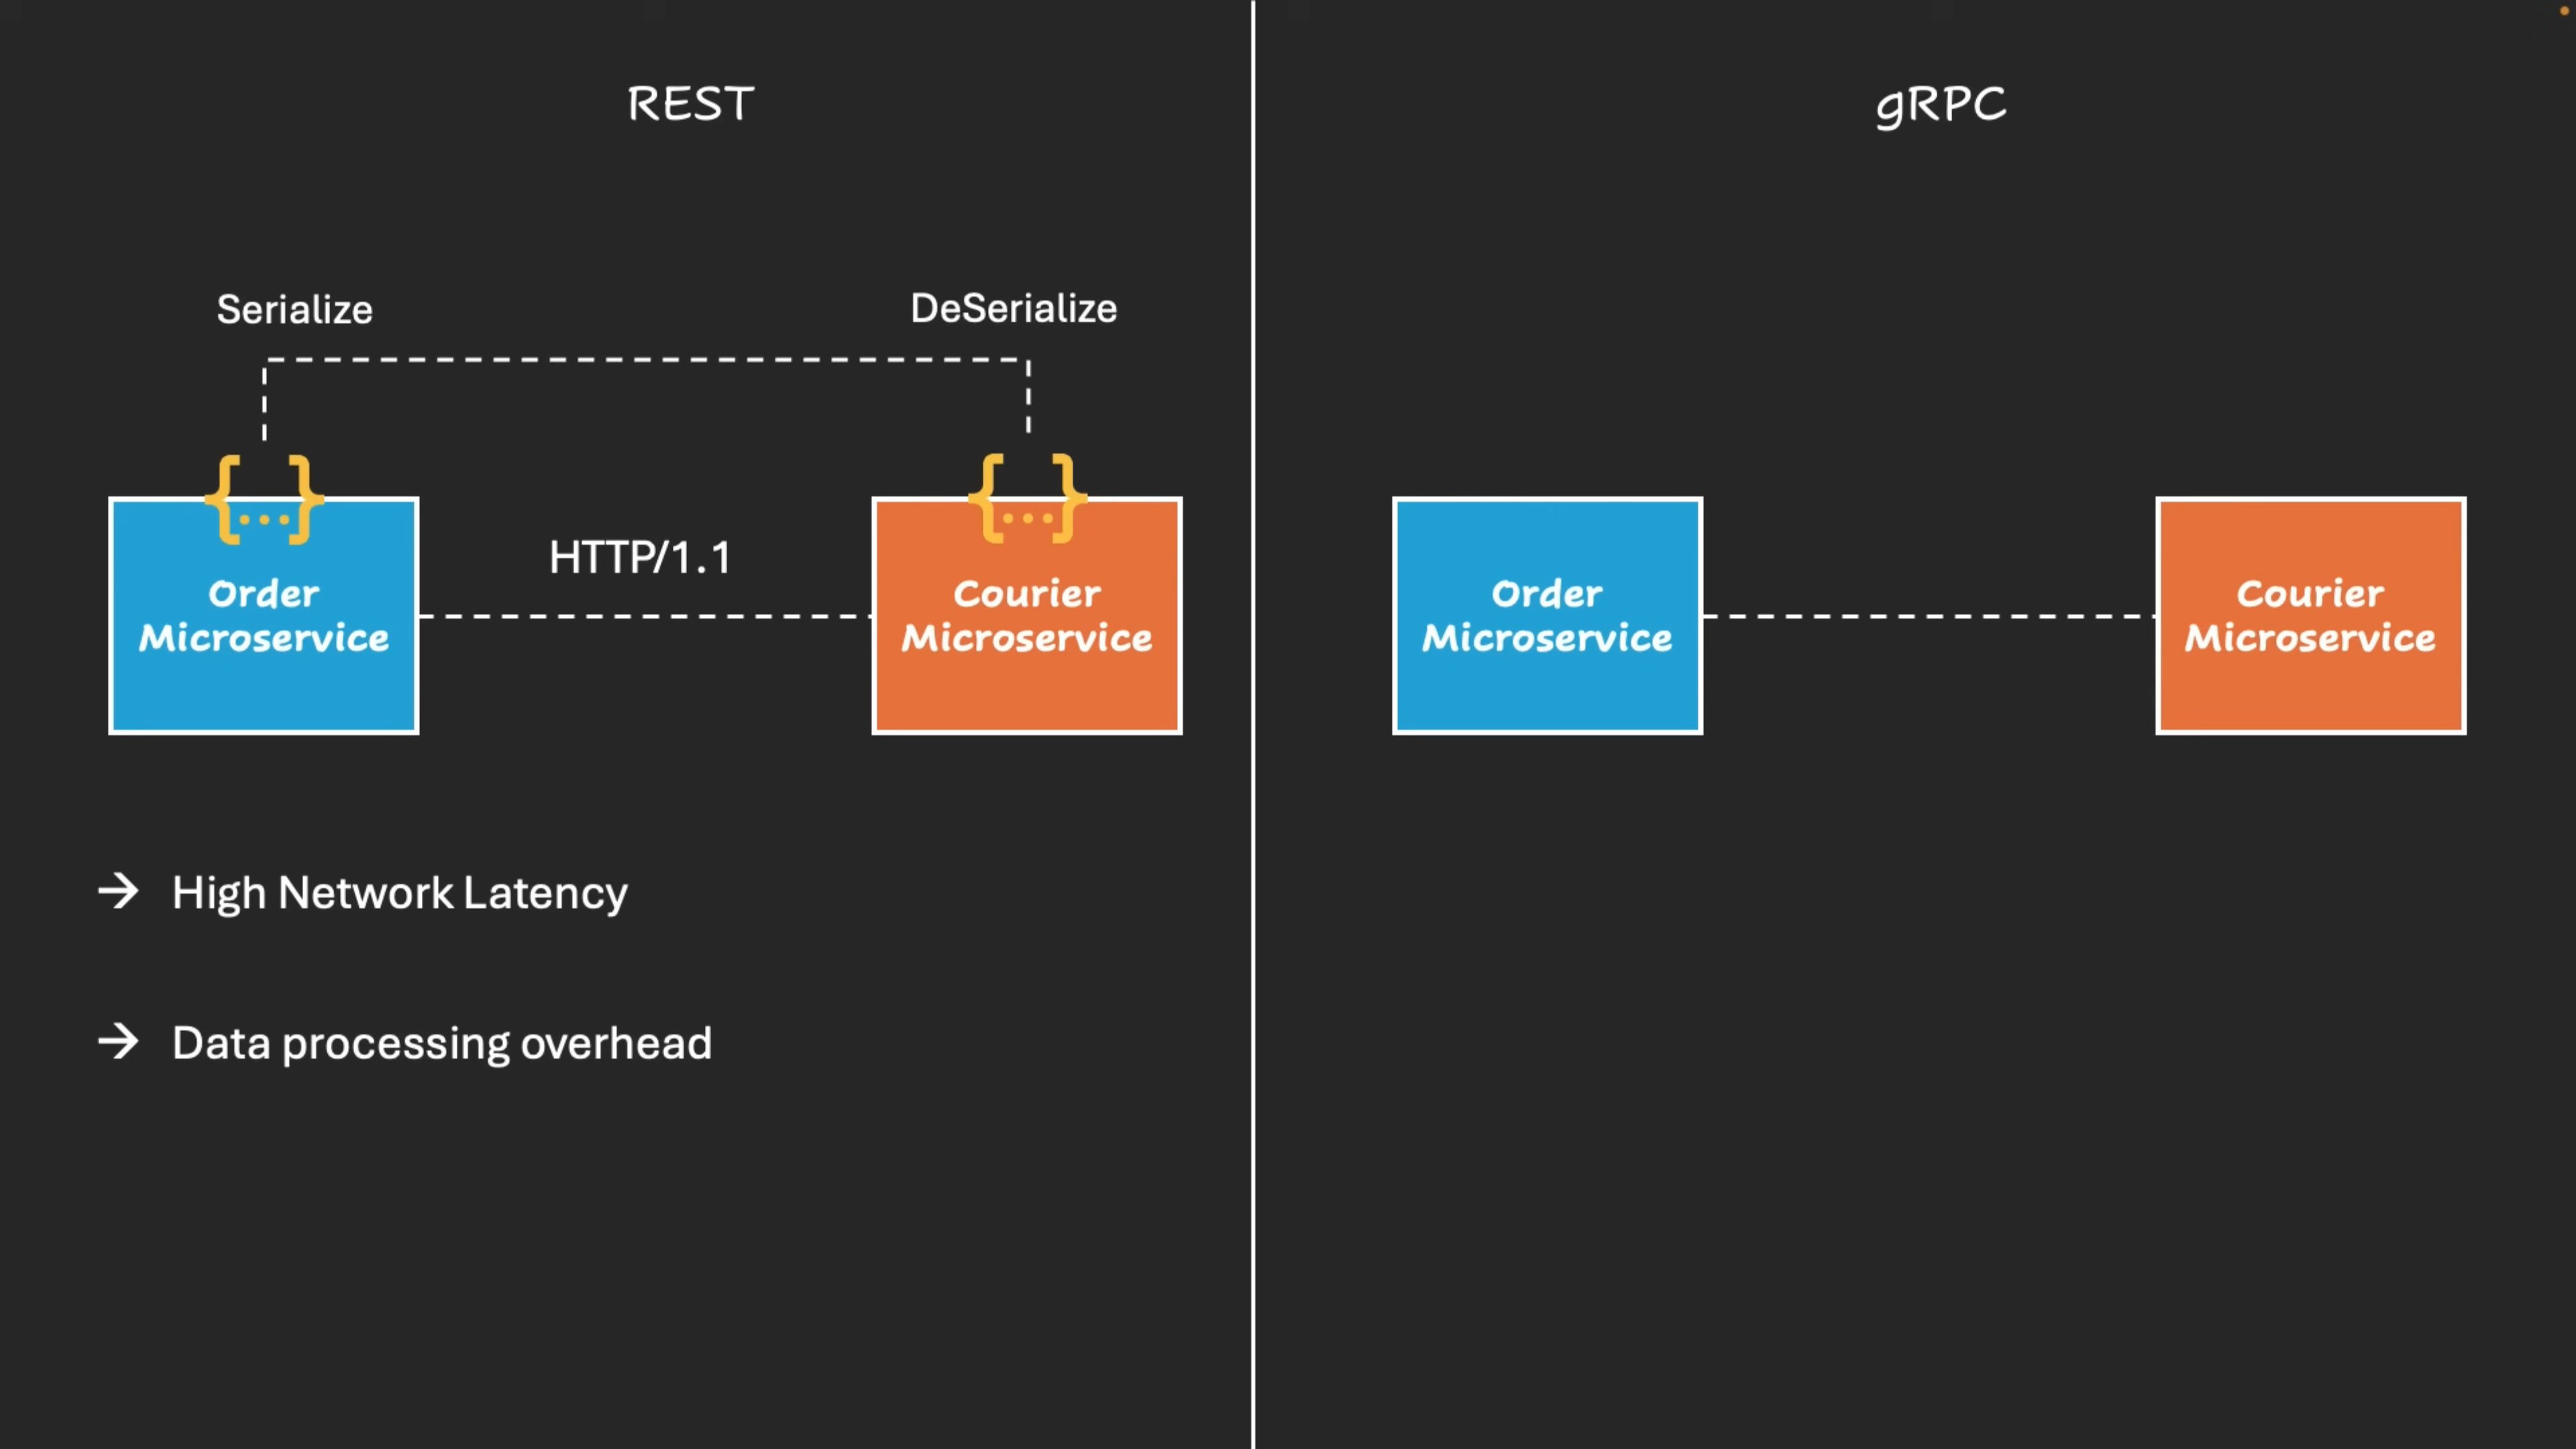 REST
Serialize
DeSerialize
{...}
{...}
Order
Microservice
HTTP/1.1
Courier
Microservice
→ High Network Latency
→ Data processing overhead
gRPC
Order
Microservice
Courier
Microservice